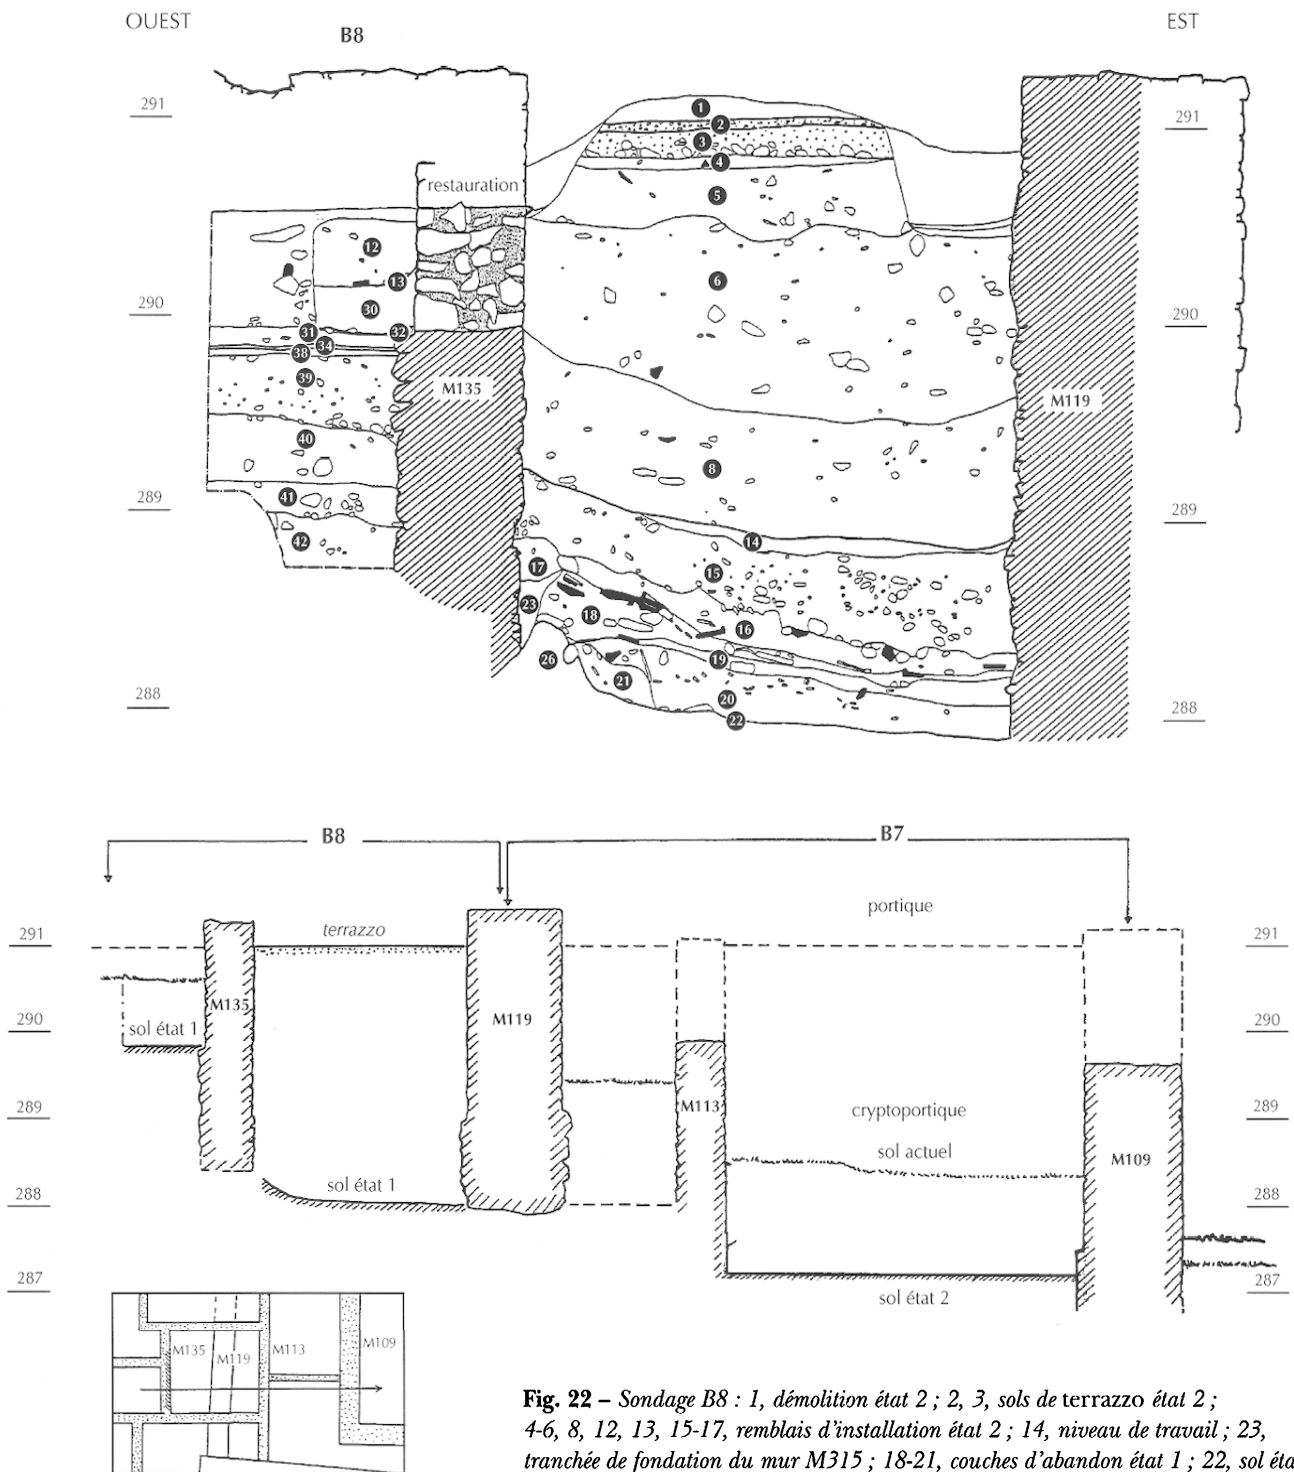 OUEST
EST
B8
291
291
1
2
3
4
restauration
5
12
6
13
290
30
290
31
32
34
38
39
M135
M119
40
8
41
289
289
42
14
17
15
23
18
16
26
19
21
20
288
22
288
B8
B7
portique
291
terrazzo
291
M135
290
sol état 1
M119
290
289
M113
cryptoportique
289
sol actuel
M109
288
sol état 1
288
287
287
sol état 2
M135
M119
M113
M109
Fig. 22 – Sondage B8 : 1, démolition état 2 ; 2, 3, sols de terrazzo état 2 ;
4-6, 8, 12, 13, 15-17, remblais d'installation état 2 ; 14, niveau de travail ; 23,
tranchée de fondation du mur M315 ; 18-21, couches d'abandon état 1 ; 22, sol éta